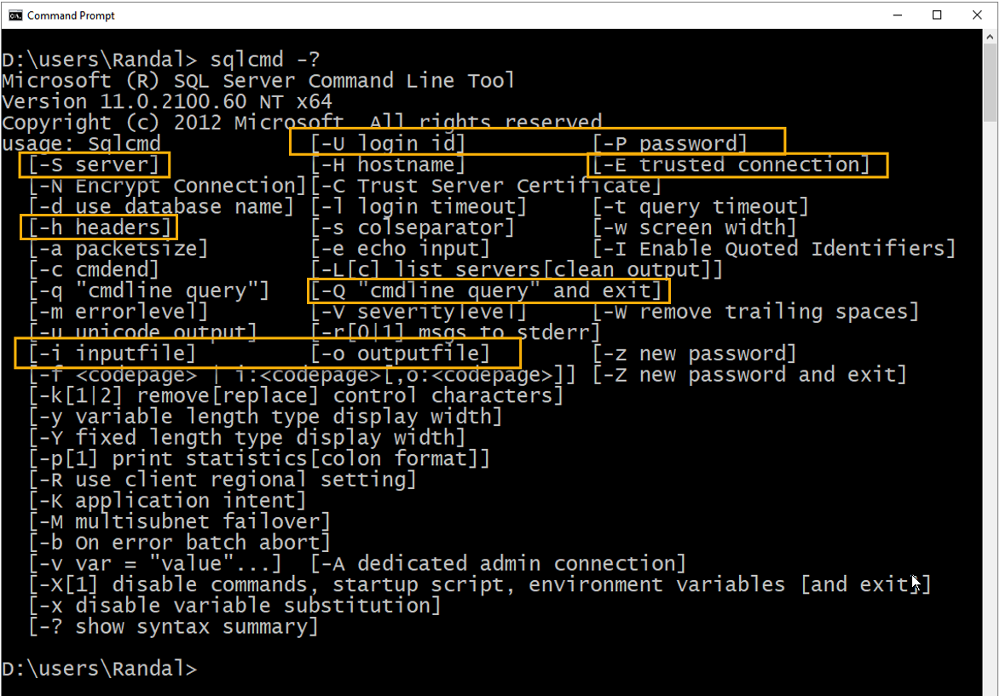 Command Prompt
D:\users\Randal> sqlcmd -?
Microsoft (R) SQL Server Command Line Tool
Version 11.0.2100.60 NT x64
Copyright (c) 2012 Microsoft. All rights reserved
usage: Sqlcmd            [-U login id]          [-P password]
  [-S server]            [-H hostname]          [-E trusted connection]
  [-N Encrypt Connection][-C Trust Server Certificate]
  [-d use database name] [-l login timeout]     [-t query timeout]
  [-h headers]           [-s colseparator]      [-w screen width]
  [-a packetsize]        [-e echo input]        [-I Enable Quoted Identifiers]
  [-c cmdend]            [-L[c] list servers[clean output]]
  [-q "cmdline query"]   [-Q "cmdline query" and exit]
  [-m errorlevel]        [-V severitylevel]     [-W remove trailing spaces]
  [-u unicode output]    [-r[0|1] msgs to stderr]
  [-i inputfile]         [-o outputfile]        [-z new password]
  [-f <codepage> | i:<codepage>[,o:<codepage>]] [-Z new password and exit]
  [-k[1|2] remove[replace] control characters]
  [-y variable length type display width]
  [-Y fixed length type display width]
  [-p[1] print statistics[colon format]]
  [-R use client regional setting]
  [-K application intent]
  [-M multisubnet failover]
  [-b On error batch abort]
  [-v var = "value"...]  [-A dedicated admin connection]
  [-X[1] disable commands, startup script, environment variables [and exit]]
  [-x disable variable substitution]
  [-? show syntax summary]
D:\users\Randal>